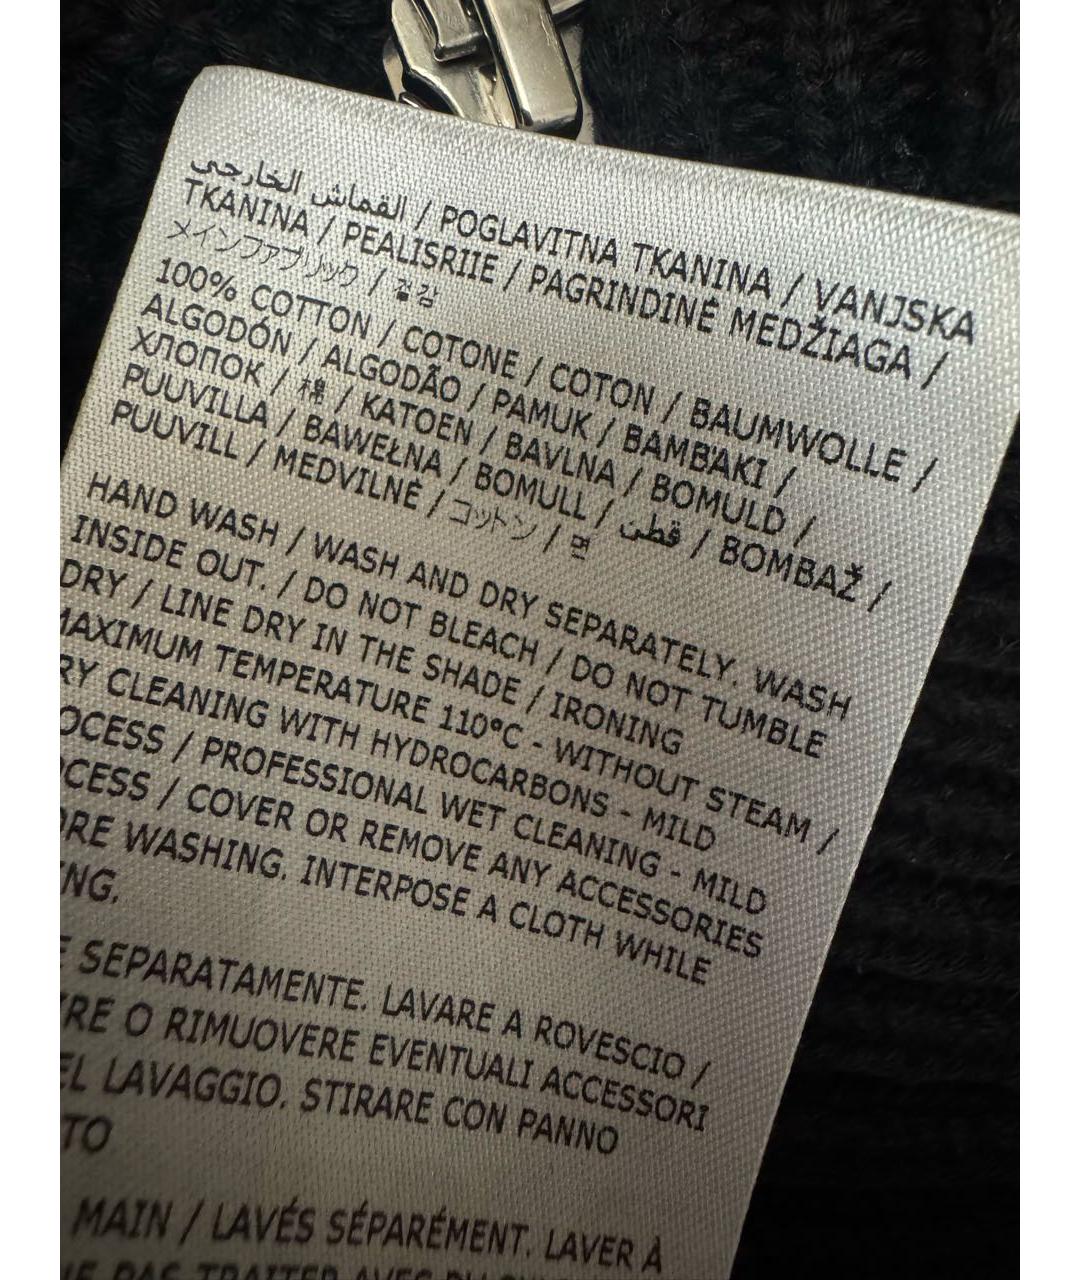 القماش الخارجي / POGLAVITNA TKANINA / VANJSKA
TKANINA / PEALISRIIE / PAGRINDINĖ MEDŽIAGA /
メインファブリック / 겉감
100% COTTON / COTONE / COTON / BAUMWOLLE /
ALGODÓN / ALGODÃO / PAMUK / BAMBΆKI /
ХЛОПОК / 棉 / KATOEN / BAVLNA / BOMULD /
PUUVILLA / BAWEŁNA / BOMULL / قطن / BOMBAŽ /
PUUVILL / MEDVILNĖ / コットン / 면
HAND WASH / WASH AND DRY SEPARATELY. WASH
INSIDE OUT. / DO NOT BLEACH / DO NOT TUMBLE
DRY / LINE DRY IN THE SHADE / IRONING
MAXIMUM TEMPERATURE 110°C - WITHOUT STEAM /
RY CLEANING WITH HYDROCARBONS - MILD
OCESS / PROFESSIONAL WET CLEANING - MILD
OCESS / COVER OR REMOVE ANY ACCESSORIES
ORE WASHING. INTERPOSE A CLOTH WHILE
NG.
E SEPARATAMENTE. LAVARE A ROVESCIO /
RE O RIMUOVERE EVENTUALI ACCESSORI
EL LAVAGGIO. STIRARE CON PANNO
TO
MAIN / LAVÉS SÉPARÉMENT. LAVER À
PAS TRAITER AVEC